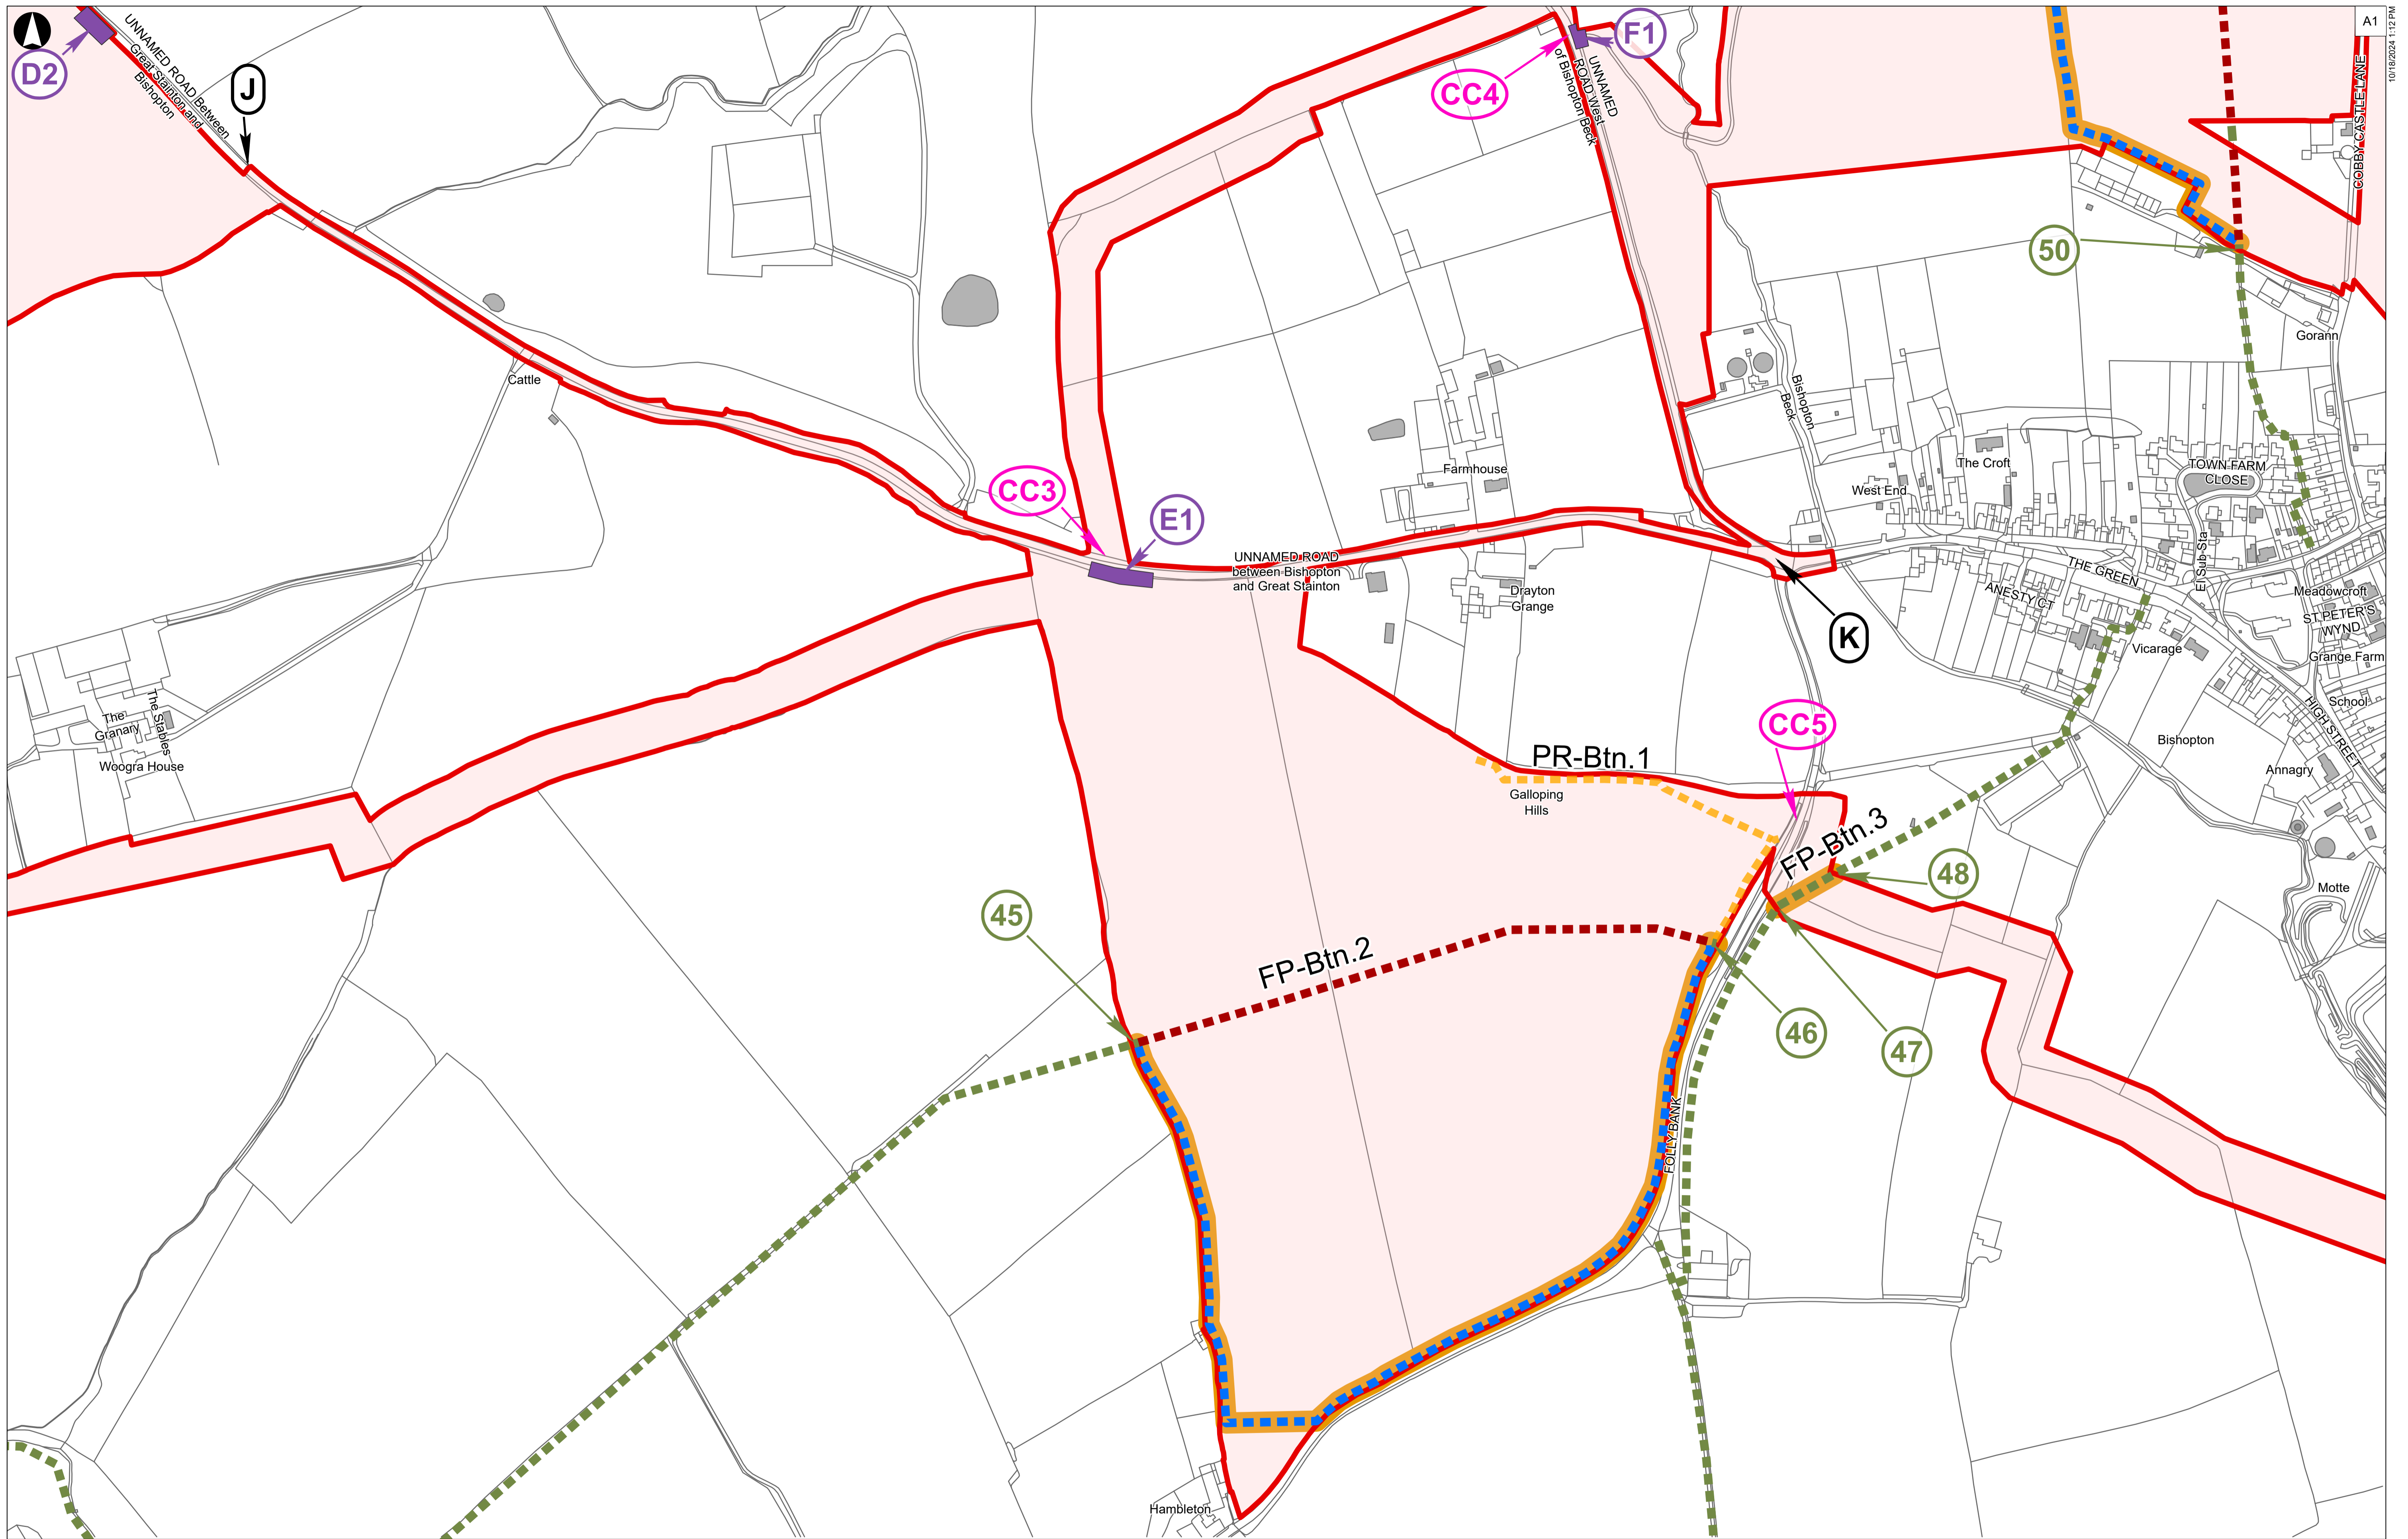 A1
10/18/2024 1:12 PM
D2
UNNAMED ROAD Between
Great Stainton and
Bishopton
J
CC4
F1
UNNAMED
ROAD West
of Bishopton Beck
COBBY CASTLE LANE
50
Gorann
Cattle
Bishopton
Beck
Farmhouse
The Croft
West End
TOWN FARM
CLOSE
CC3
E1
UNNAMED ROAD
between Bishopton
and Great Stainton
Drayton
Grange
El Sub Sta
THE GREEN
ANESTY CT
Meadowcroft
ST PETER'S
WYND
K
Vicarage
Grange Farm
School
HIGH STREET
The
Granary
The Stables
Woogra House
CC5
Bishopton
Annagry
PR-Btn.1
Galloping
Hills
FP-Btn.3
48
Motte
45
FP-Btn.2
46
47
FOLLY BANK
Hambleton